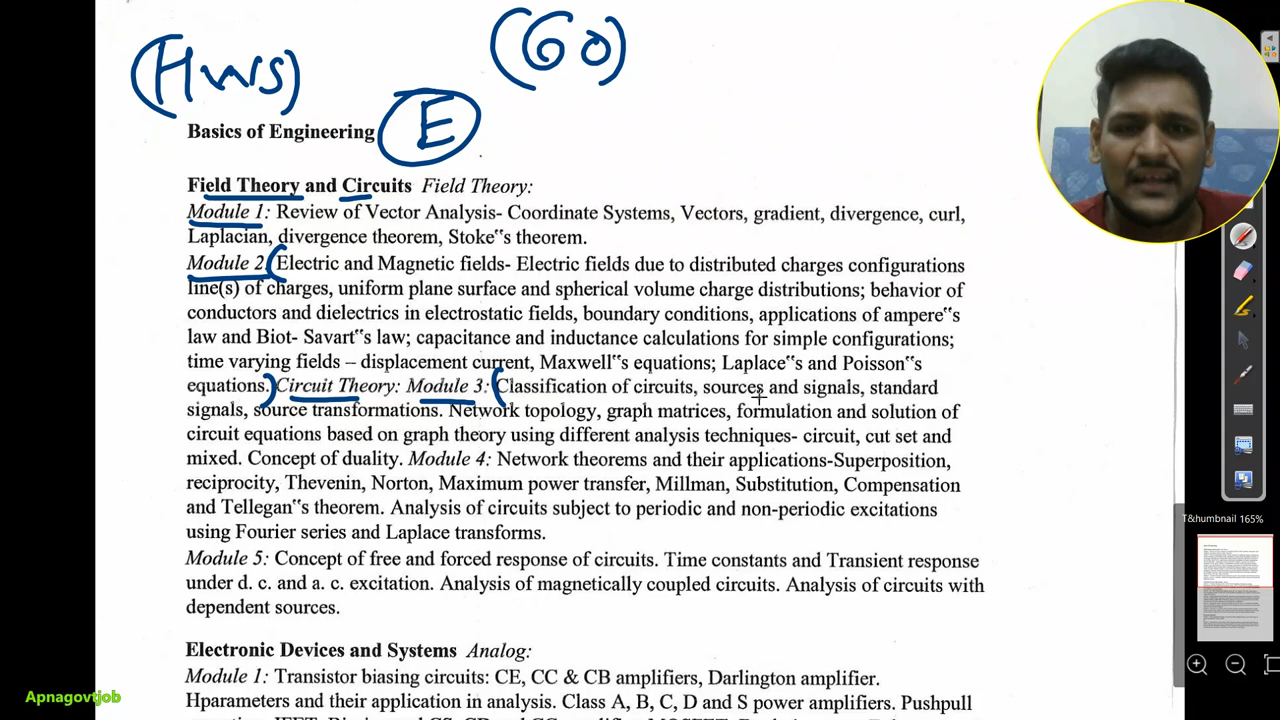 (HWS)
(60)
Basics of Engineering E
Field Theory and Circuits Field Theory:
Module 1: Review of Vector Analysis- Coordinate Systems, Vectors, gradient, divergence, curl,
Laplacian, divergence theorem, Stoke‟s theorem.
Module 2 (Electric and Magnetic fields- Electric fields due to distributed charges configurations
line(s) of charges, uniform plane surface and spherical volume charge distributions; behavior of
conductors and dielectrics in electrostatic fields, boundary conditions, applications of ampere‟s
law and Biot- Savart‟s law; capacitance and inductance calculations for simple configurations;
time varying fields – displacement current, Maxwell‟s equations; Laplace‟s and Poisson‟s
equations.) Circuit Theory: Module 3: (Classification of circuits, sources and signals, standard
signals, source transformations. Network topology, graph matrices, formulation and solution of
circuit equations based on graph theory using different analysis techniques- circuit, cut set and
mixed. Concept of duality. Module 4: Network theorems and their applications-Superposition,
reciprocity, Thevenin, Norton, Maximum power transfer, Millman, Substitution, Compensation
and Tellegan‟s theorem. Analysis of circuits subject to periodic and non-periodic excitations
using Fourier series and Laplace transforms.
Module 5: Concept of free and forced response of circuits. Time constants and Transient response
under d. c. and a. c. excitation. Analysis of magnetically coupled circuits. Analysis of circuits with
dependent sources.
Electronic Devices and Systems Analog:
Module 1: Transistor biasing circuits: CE, CC & CB amplifiers, Darlington amplifier.
Hparameters and their application in analysis. Class A, B, C, D and S power amplifiers. Pushpull
T&humbnail 165%
Apnagovtjob